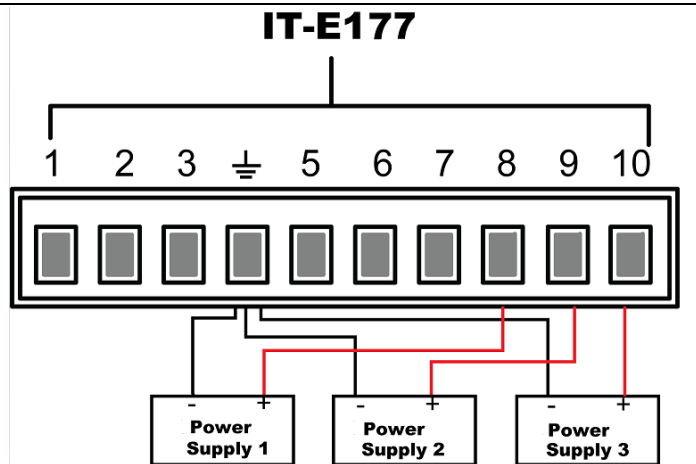 IT-E177
1 2 3 ⏚ 5 6 7 8 9 10
- + - + - +
Power Power Power
Supply 1 Supply 2 Supply 3